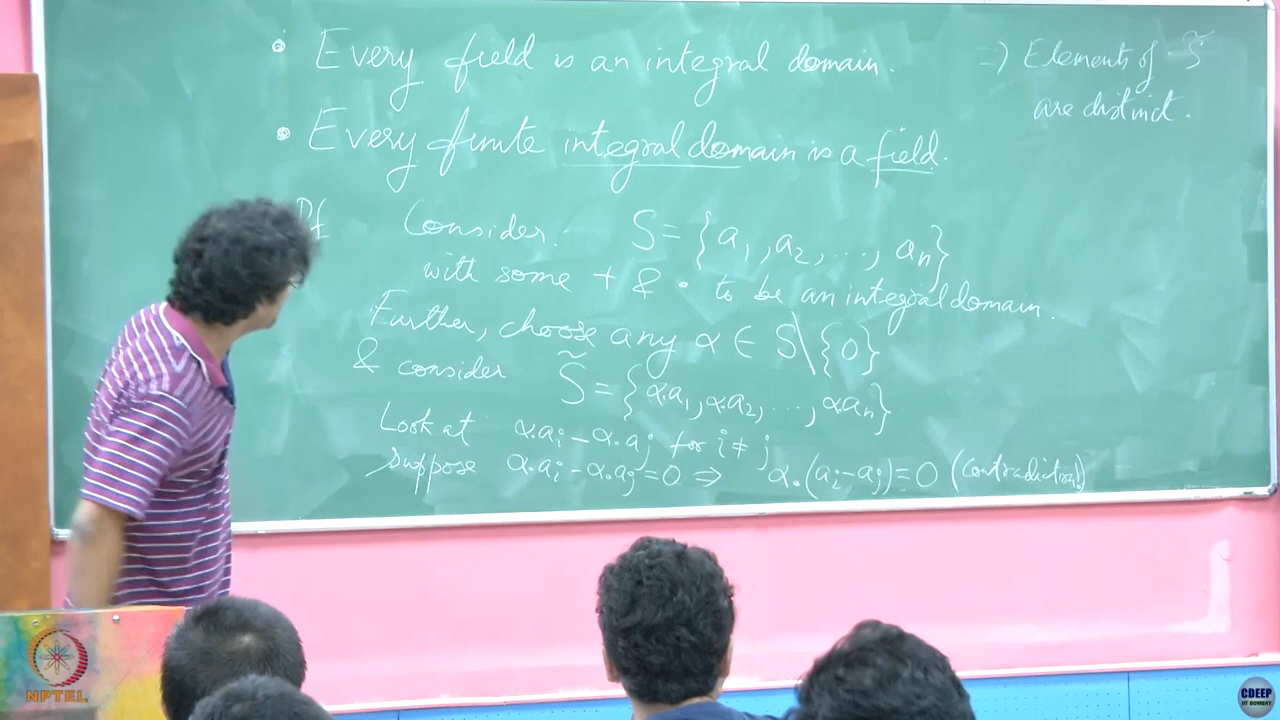 • Every field is an integral domain.
• Every finite integral domain is a field.
Pf Consider: S = {a₁, a₂, ..., aₙ}
with some + & · to be an integral domain.
Further, choose any α ∈ S\{0}
& consider S̃ = {α.a₁, α.a₂, ..., α.aₙ}
Look at α.aᵢ - α.aⱼ for i ≠ j
suppose α.aᵢ - α.aⱼ = 0 ⇒ α.(aᵢ - aⱼ) = 0 (Contradiction!)
⇒) Elements of S̃
are distinct.
NPTEL
CDEEP
IIT BOMBAY